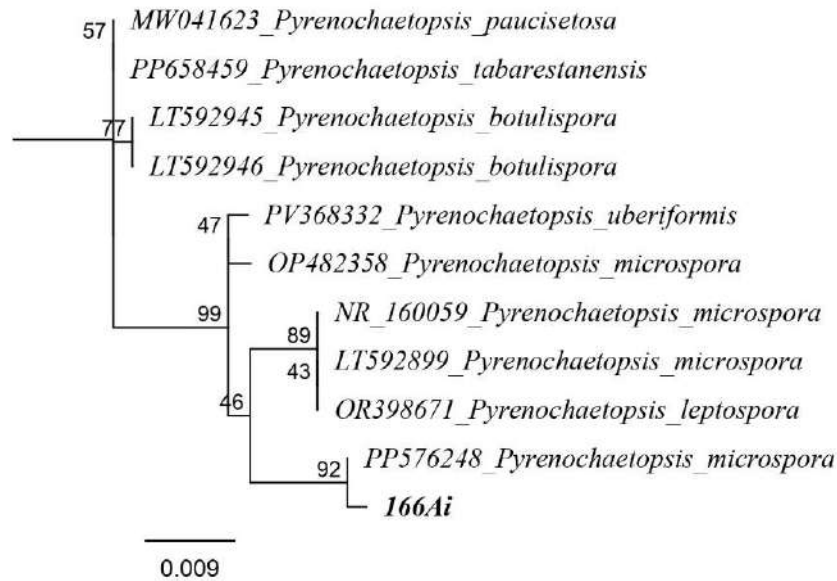 57
MW041623_Pyrenochaetopsis_paucisetosa
PP658459_Pyrenochaetopsis_tabarestanensis
77
LT592945_Pyrenochaetopsis_botulispora
LT592946_Pyrenochaetopsis_botulispora
47
PV368332_Pyrenochaetopsis_uberiformis
OP482358_Pyrenochaetopsis_microspora
99
NR_160059_Pyrenochaetopsis_microspora
89
LT592899_Pyrenochaetopsis_microspora
43
OR398671_Pyrenochaetopsis_leptospora
46
PP576248_Pyrenochaetopsis_microspora
92
166Ai
0.009